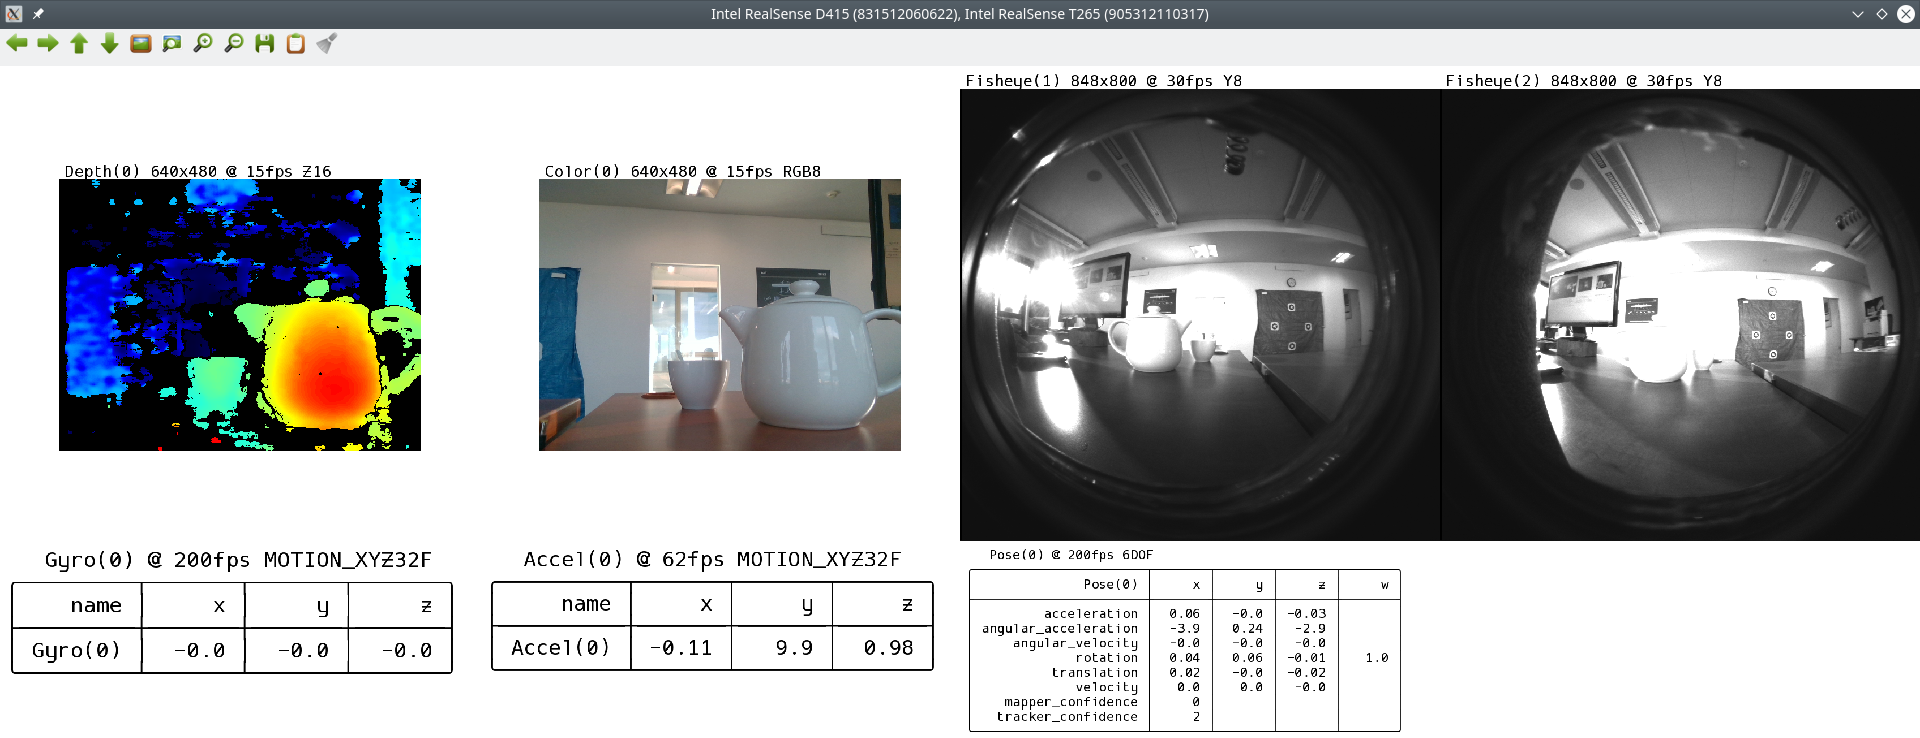 Intel RealSense D415 (831512060622), Intel RealSense T265 (905312110317)
Fisheye(1) 848x800 @ 30fps Y8
Fisheye(2) 848x800 @ 30fps Y8
Depth(0) 640x480 @ 15fps Z16
Color(0) 640x480 @ 15fps RGB8
Gyro(0) @ 200fps MOTION_XYZ32F
name x y z
Gyro(0) -0.0 -0.0 -0.0
Accel(0) @ 62fps MOTION_XYZ32F
name x y z
Accel(0) -0.11 9.9 0.98
Pose(0) @ 200fps 6DOF
Pose(0) x y z w
acceleration 0.06 -0.0 -0.03
angular_acceleration -3.9 0.24 -2.9
angular_velocity -0.0 -0.0 -0.0
rotation 0.04 0.06 -0.01 1.0
translation 0.02 -0.0 -0.02
velocity 0.0 0.0 -0.0
mapper_confidence 0
tracker_confidence 2